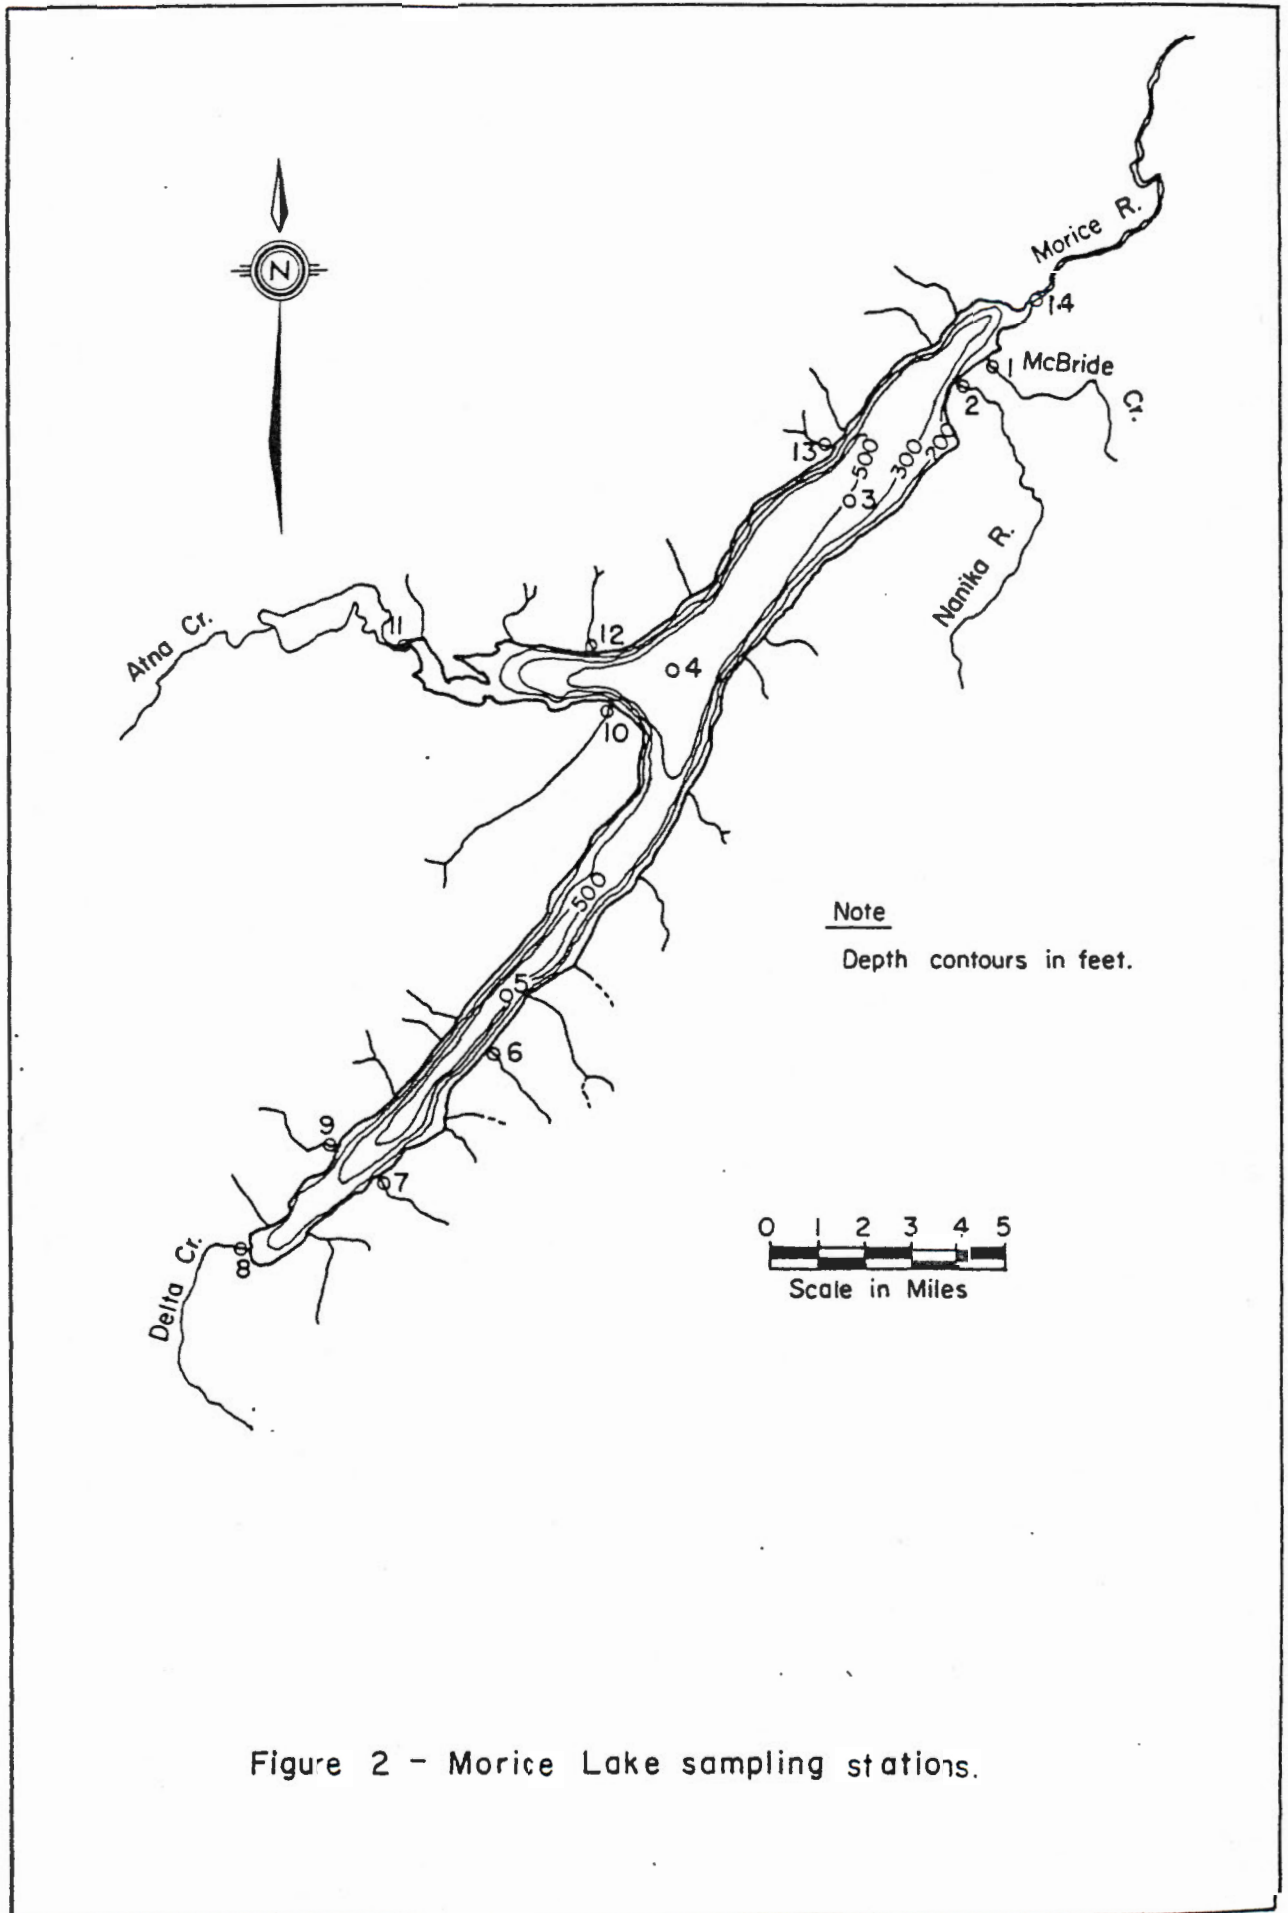 Morice R.
N
14
1 McBride Cr.
2
13
500
300
200
3
Nanika R.
Atna Cr.
11
12
4
10
500
Note
Depth contours in feet.
5
6
9
7
0 1 2 3 4 5
Scale in Miles
Delta Cr.
8
Figure 2 - Morice Lake sampling stations.